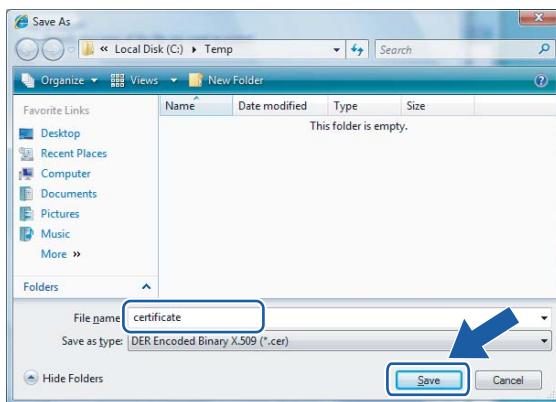 Save As
« Local Disk (C:) ▸ Temp
Search
Organize ▾ Views ▾ New Folder
Favorite Links
Name Date modified Type Size
This folder is empty.
Desktop
Recent Places
Computer
Documents
Pictures
Music
More »
Folders
File name: certificate
Save as type: DER Encoded Binary X.509 (*.cer)
Hide Folders
Save Cancel